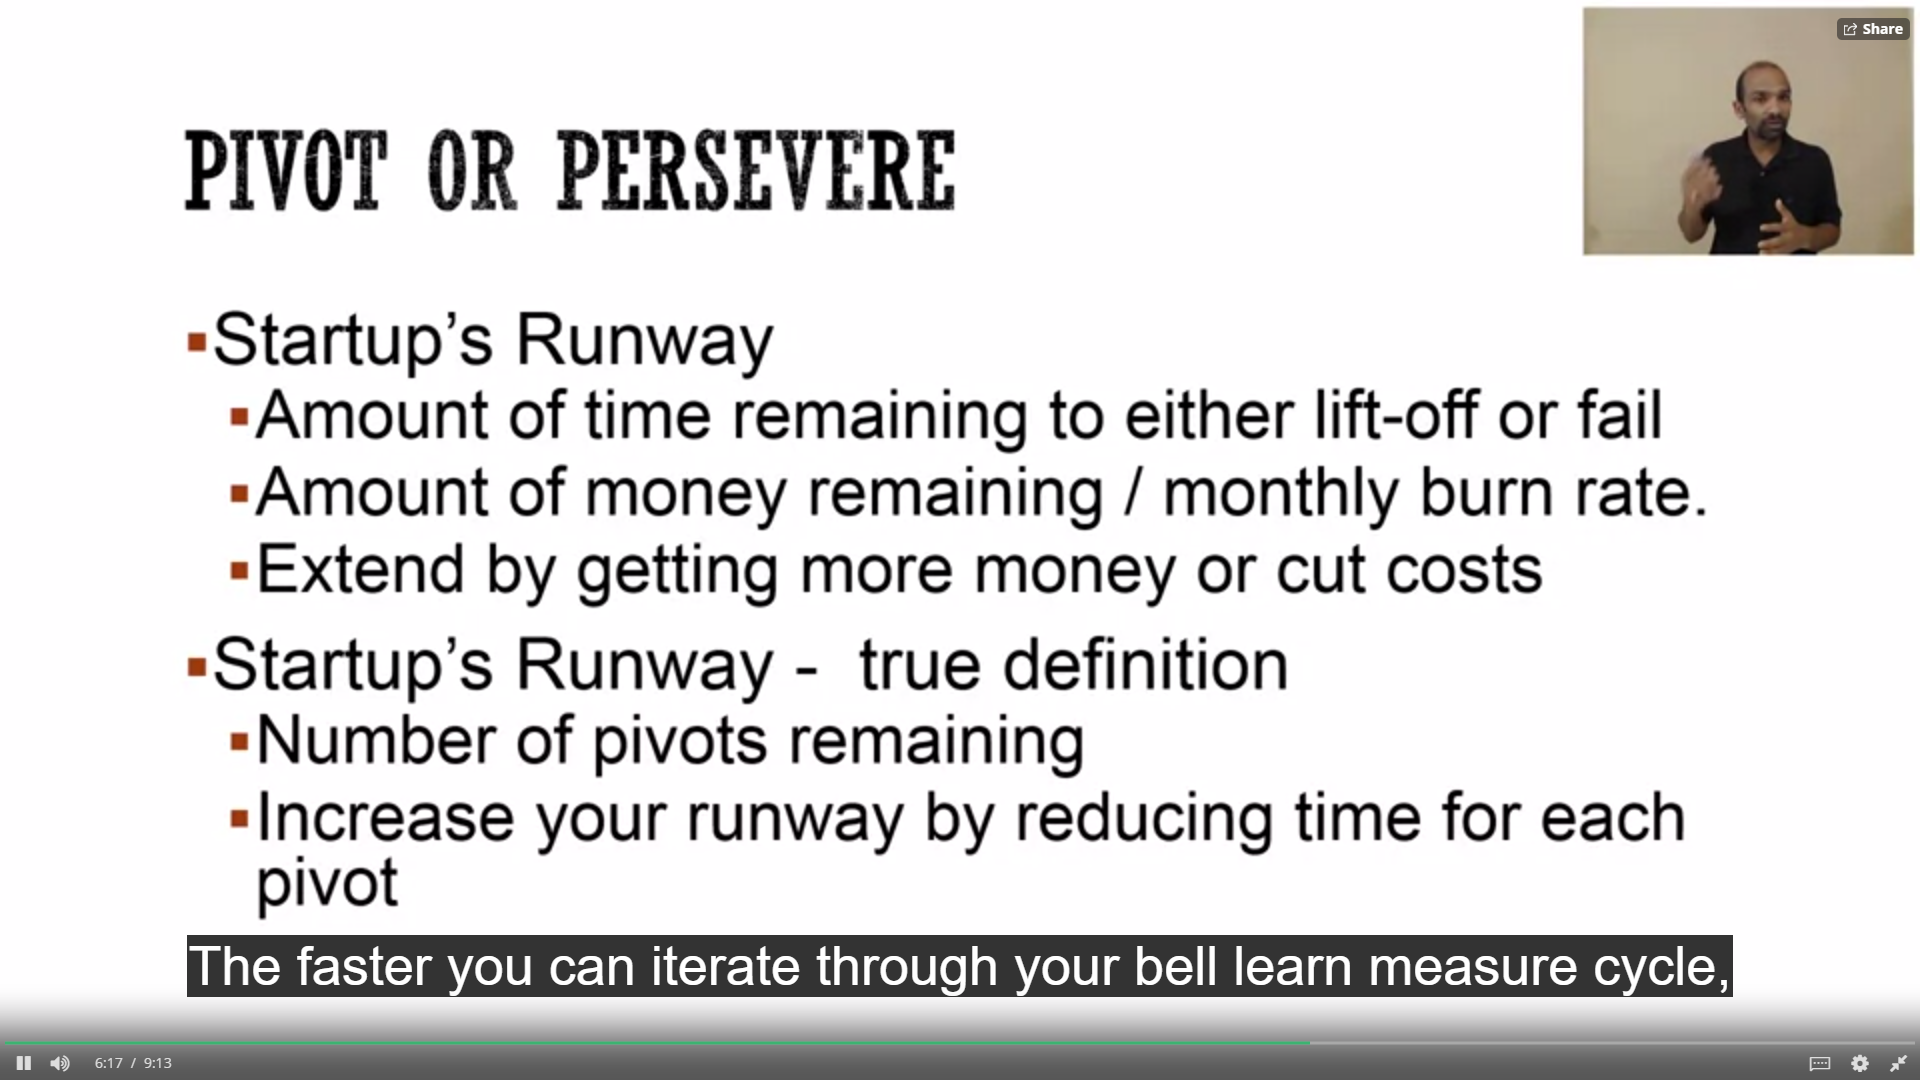 Share
PIVOT OR PERSEVERE
▪Startup’s Runway
▪Amount of time remaining to either lift-off or fail
▪Amount of money remaining / monthly burn rate.
▪Extend by getting more money or cut costs
▪Startup’s Runway -  true definition
▪Number of pivots remaining
▪Increase your runway by reducing time for each
pivot
The faster you can iterate through your bell learn measure cycle,
6:17 / 9:13